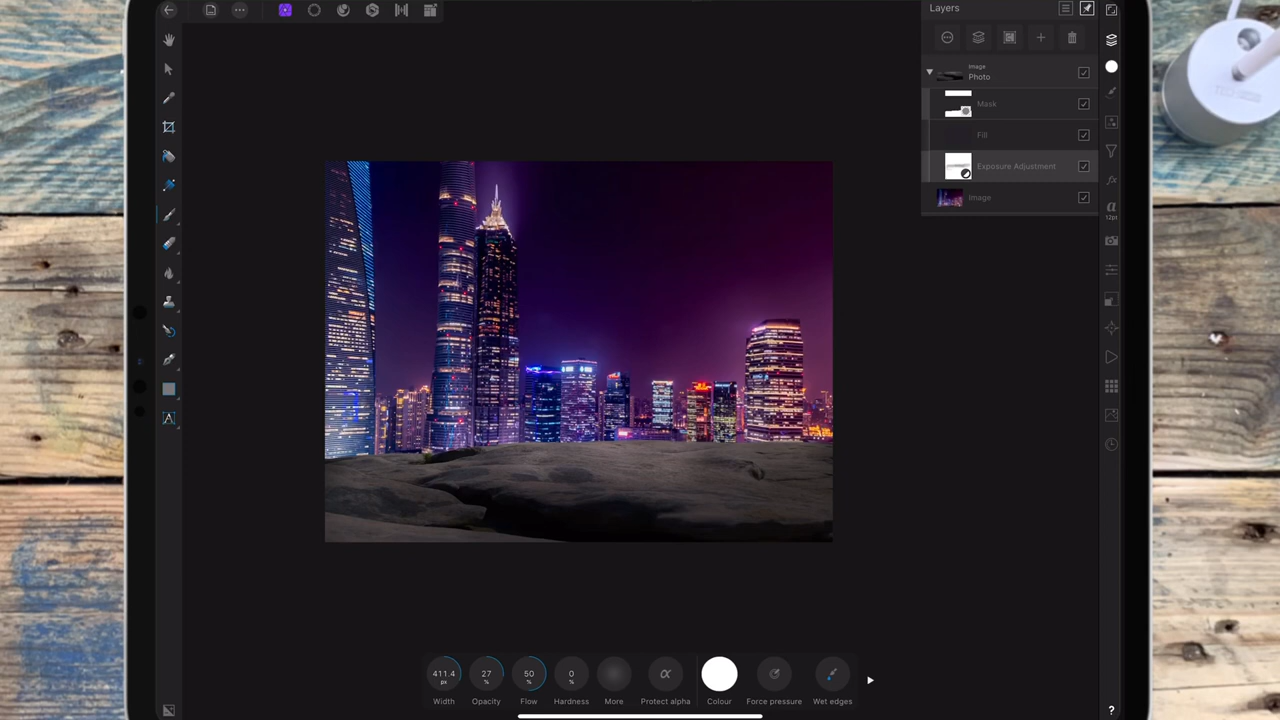 Layers
Image
Photo
Mask
Fill
Exposure Adjustment
Image
a
12pt
A
411.4
px
27
%
50
%
0
%
α
Width
Opacity
Flow
Hardness
More
Protect alpha
Colour
Force pressure
Wet edges
?